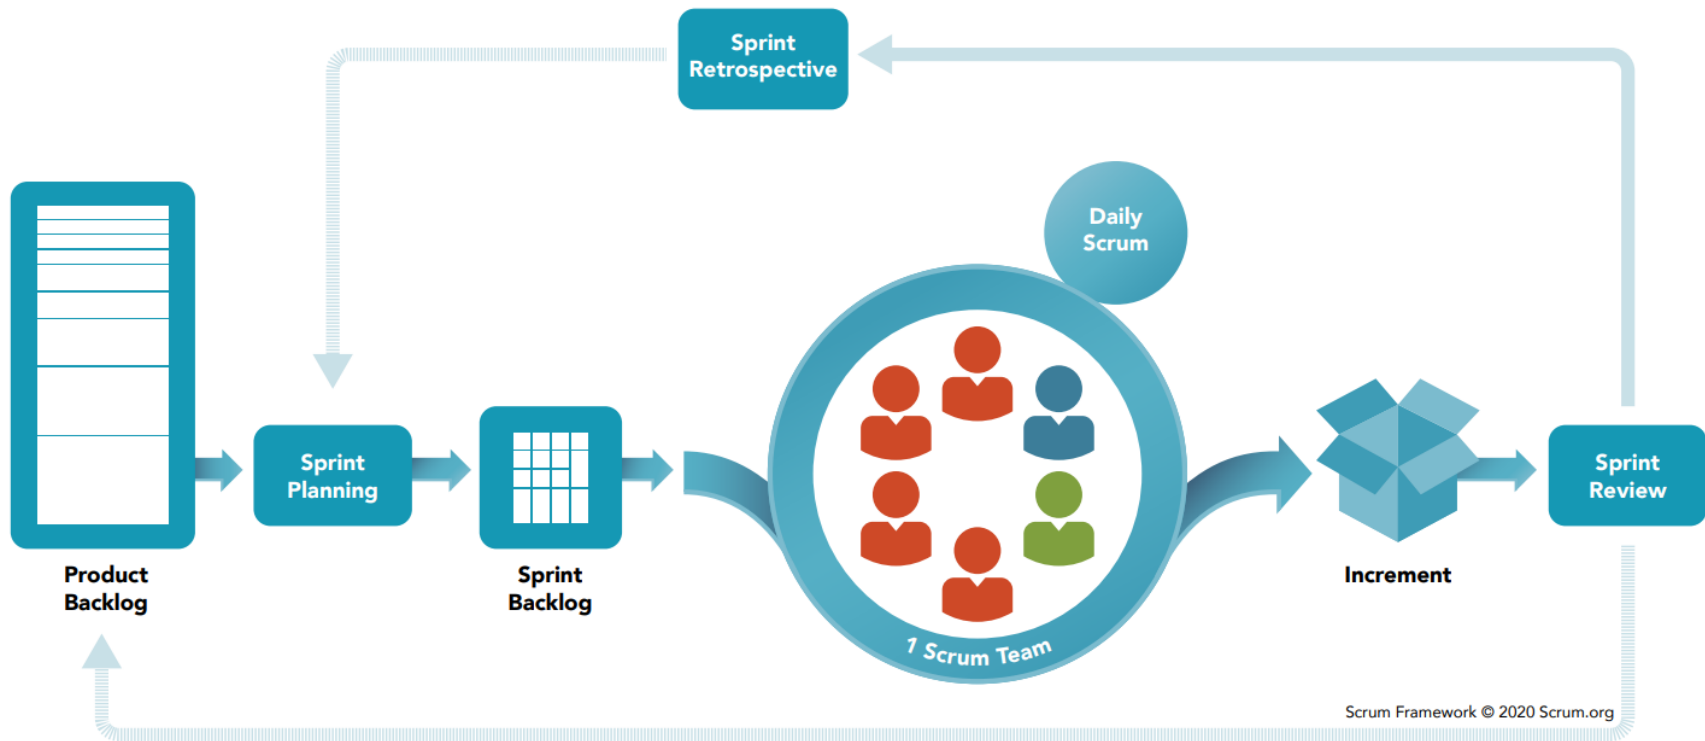 Sprint
Retrospective
Daily
Scrum
Sprint
Planning
Sprint
Review
Product
Backlog
Sprint
Backlog
Increment
1 Scrum Team
Scrum Framework © 2020 Scrum.org